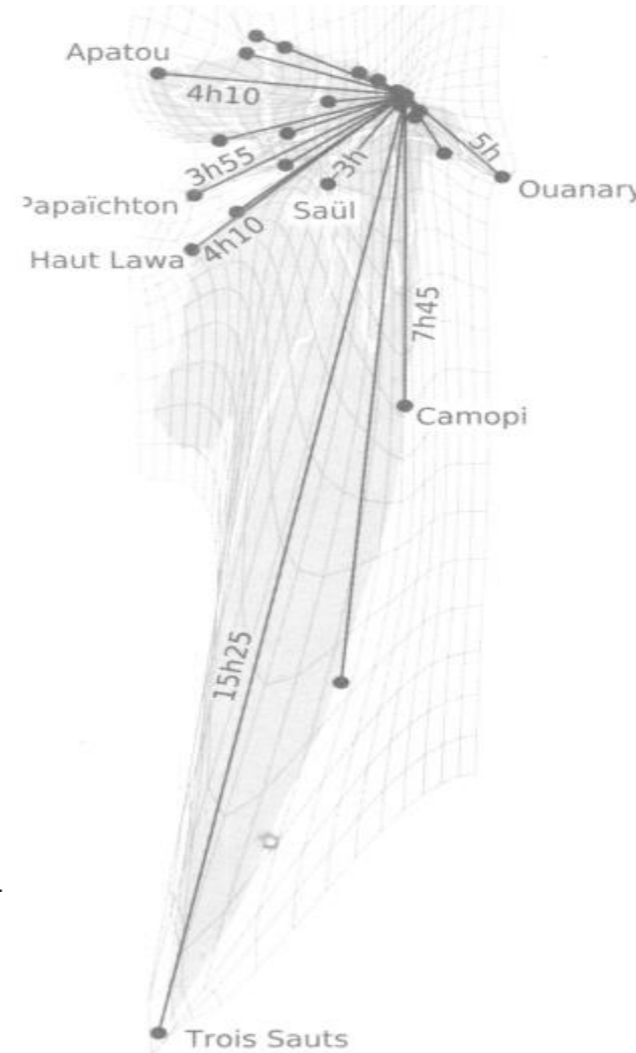 Apatou
4h10
5h
3h55
3h
Papaïchton
Saül
Ouanary
4h10
Haut Lawa
7h45
Camopi
15h25
Trois Sauts